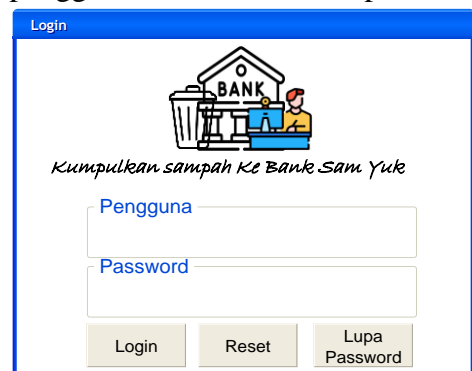 Login
BANK
Kumpulkan sampah Ke Bank Sam Yuk
Pengguna
Password
Login
Reset
Lupa
Password